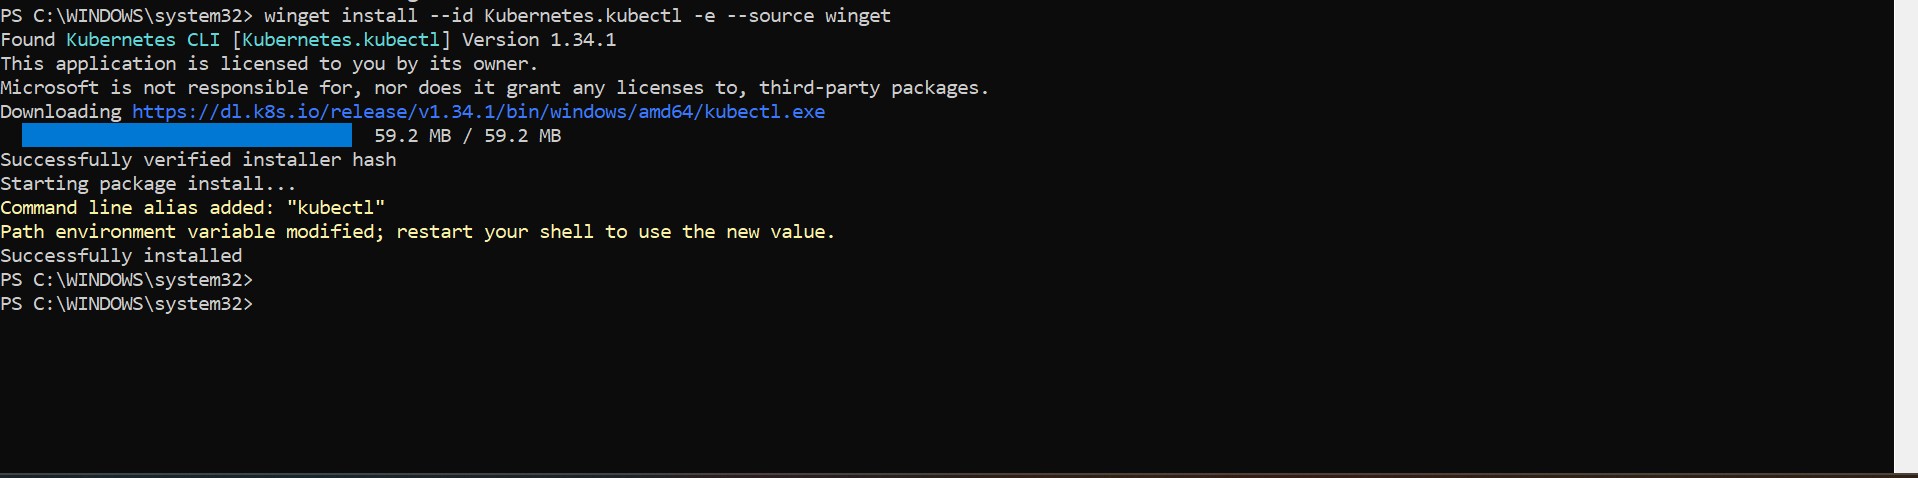 PS C:\WINDOWS\system32> winget install --id Kubernetes.kubectl -e --source winget
Found Kubernetes CLI [Kubernetes.kubectl] Version 1.34.1
This application is licensed to you by its owner.
Microsoft is not responsible for, nor does it grant any licenses to, third-party packages.
Downloading https://dl.k8s.io/release/v1.34.1/bin/windows/amd64/kubectl.exe
59.2 MB / 59.2 MB
Successfully verified installer hash
Starting package install...
Command line alias added: "kubectl"
Path environment variable modified; restart your shell to use the new value.
Successfully installed
PS C:\WINDOWS\system32>
PS C:\WINDOWS\system32>